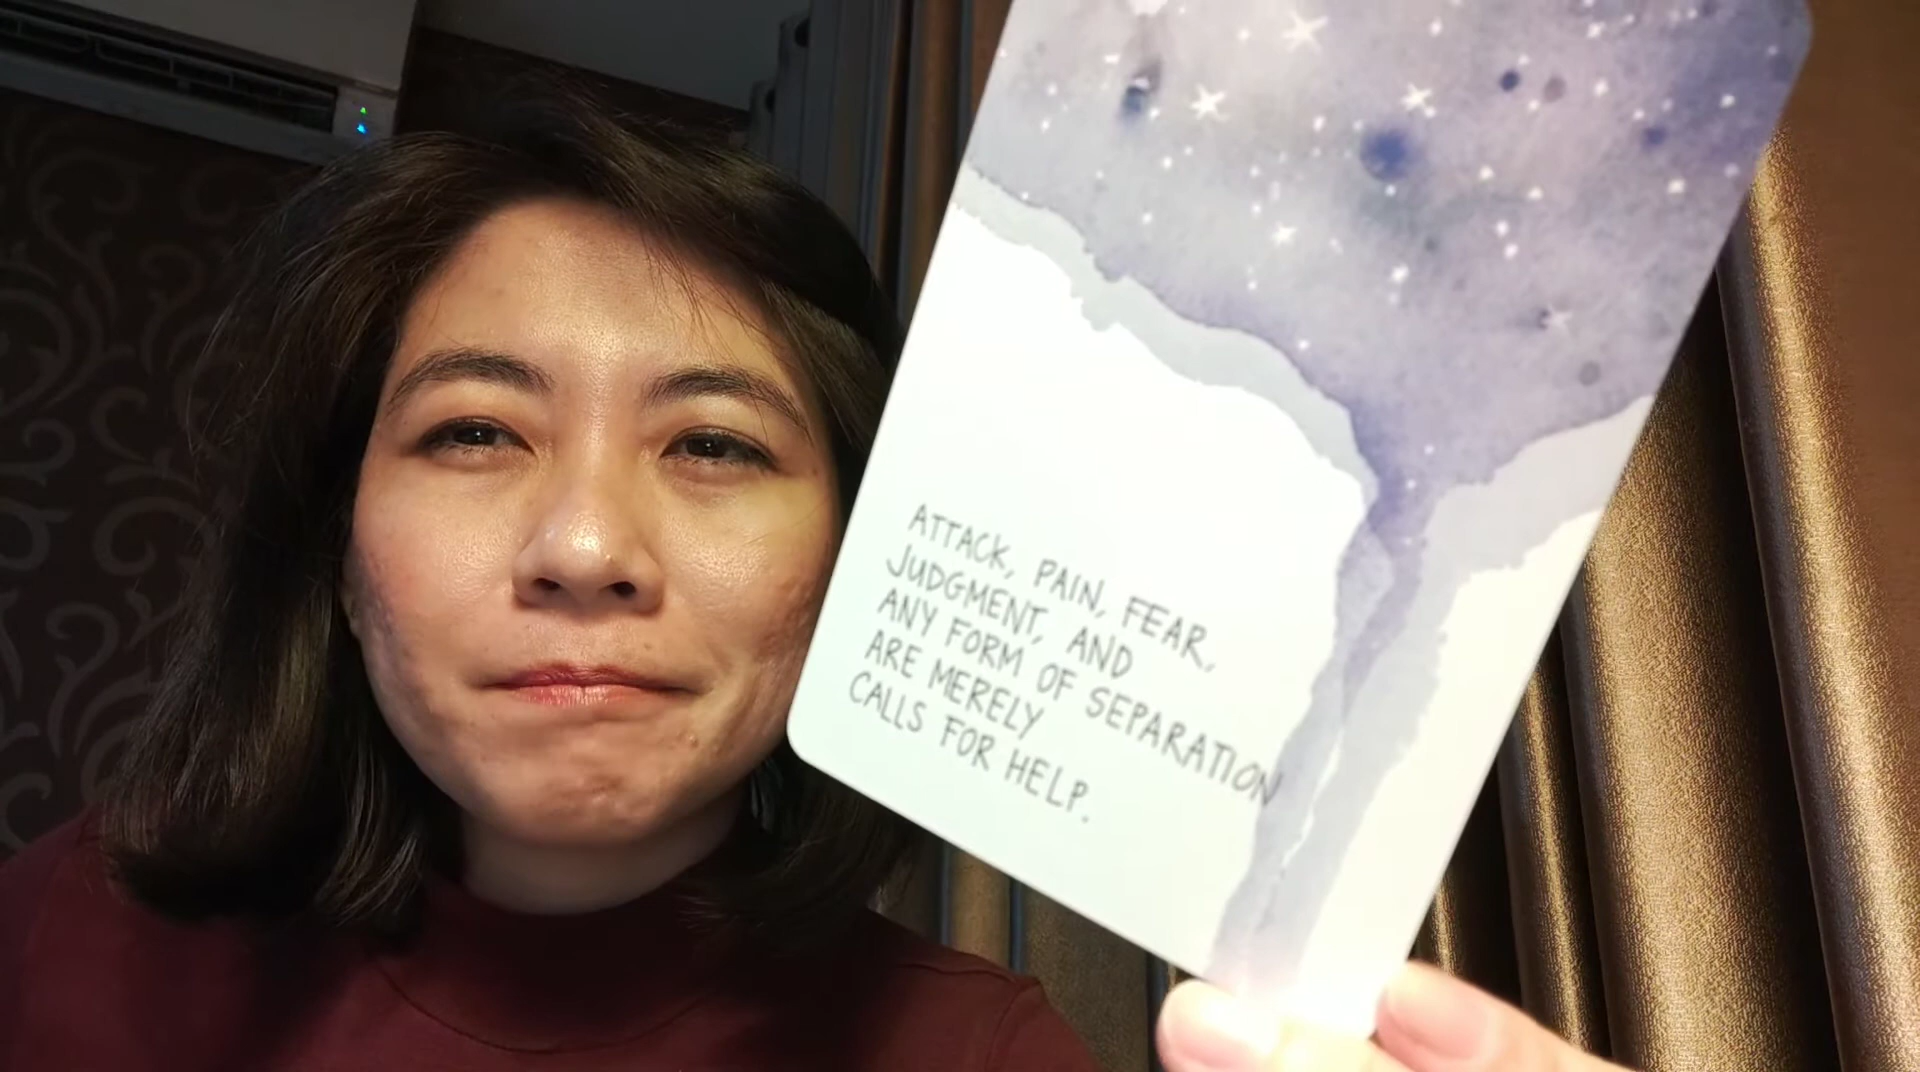 ATTACK, PAIN, FEAR,
JUDGMENT, AND
ANY FORM OF SEPARATION
ARE MERELY
CALLS FOR HELP.